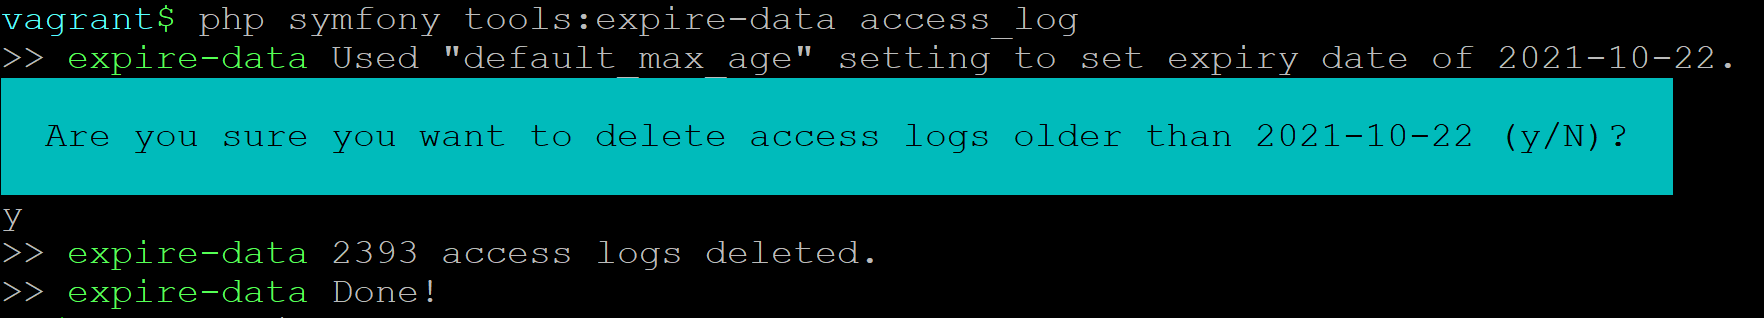 vagrant$ php symfony tools:expire-data access_log
>> expire-data Used "default_max_age" setting to set expiry date of 2021-10-22.
Are you sure you want to delete access logs older than 2021-10-22 (y/N)?
y
>> expire-data 2393 access logs deleted.
>> expire-data Done!